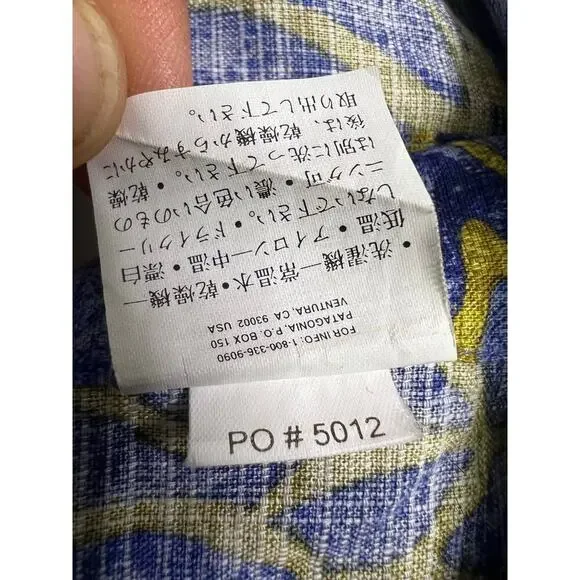 FOR INFO: 1-800-336-9090
PATAGONIA, P.O. BOX 150
VENTURA, CA 93002 USA
•洗濯機—常温水•乾燥機—
低温•アイロン—中温•漂白
しないで下さい。•ドライクリー
ニング可•濃い色合いのもの
は別に洗って下さい。•乾燥
後は、乾燥機からすみやかに
取り出して下さい。
PO # 5012